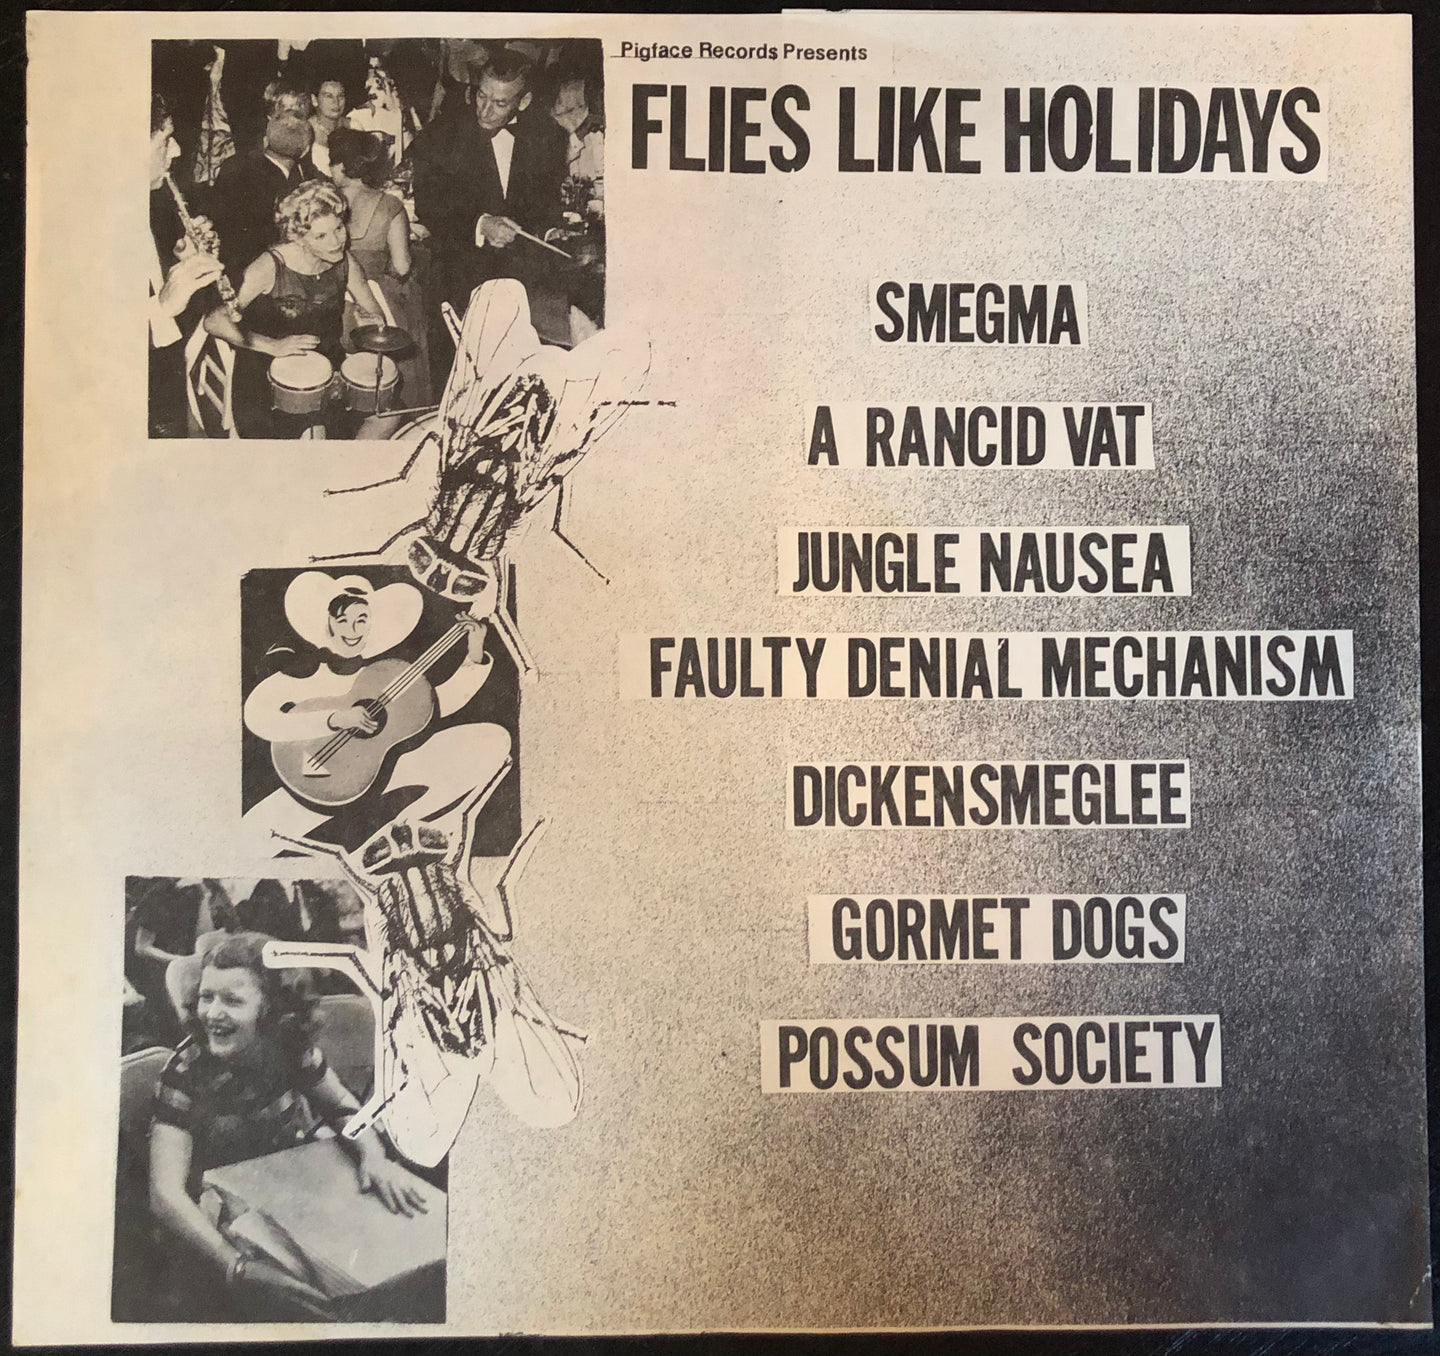 Pigface Records Presents
FLIES LIKE HOLIDAYS
SMEGMA
A RANCID VAT
JUNGLE NAUSEA
FAULTY DENIAL MECHANISM
DICKENSMEGLEE
GORMET DOGS
POSSUM SOCIETY